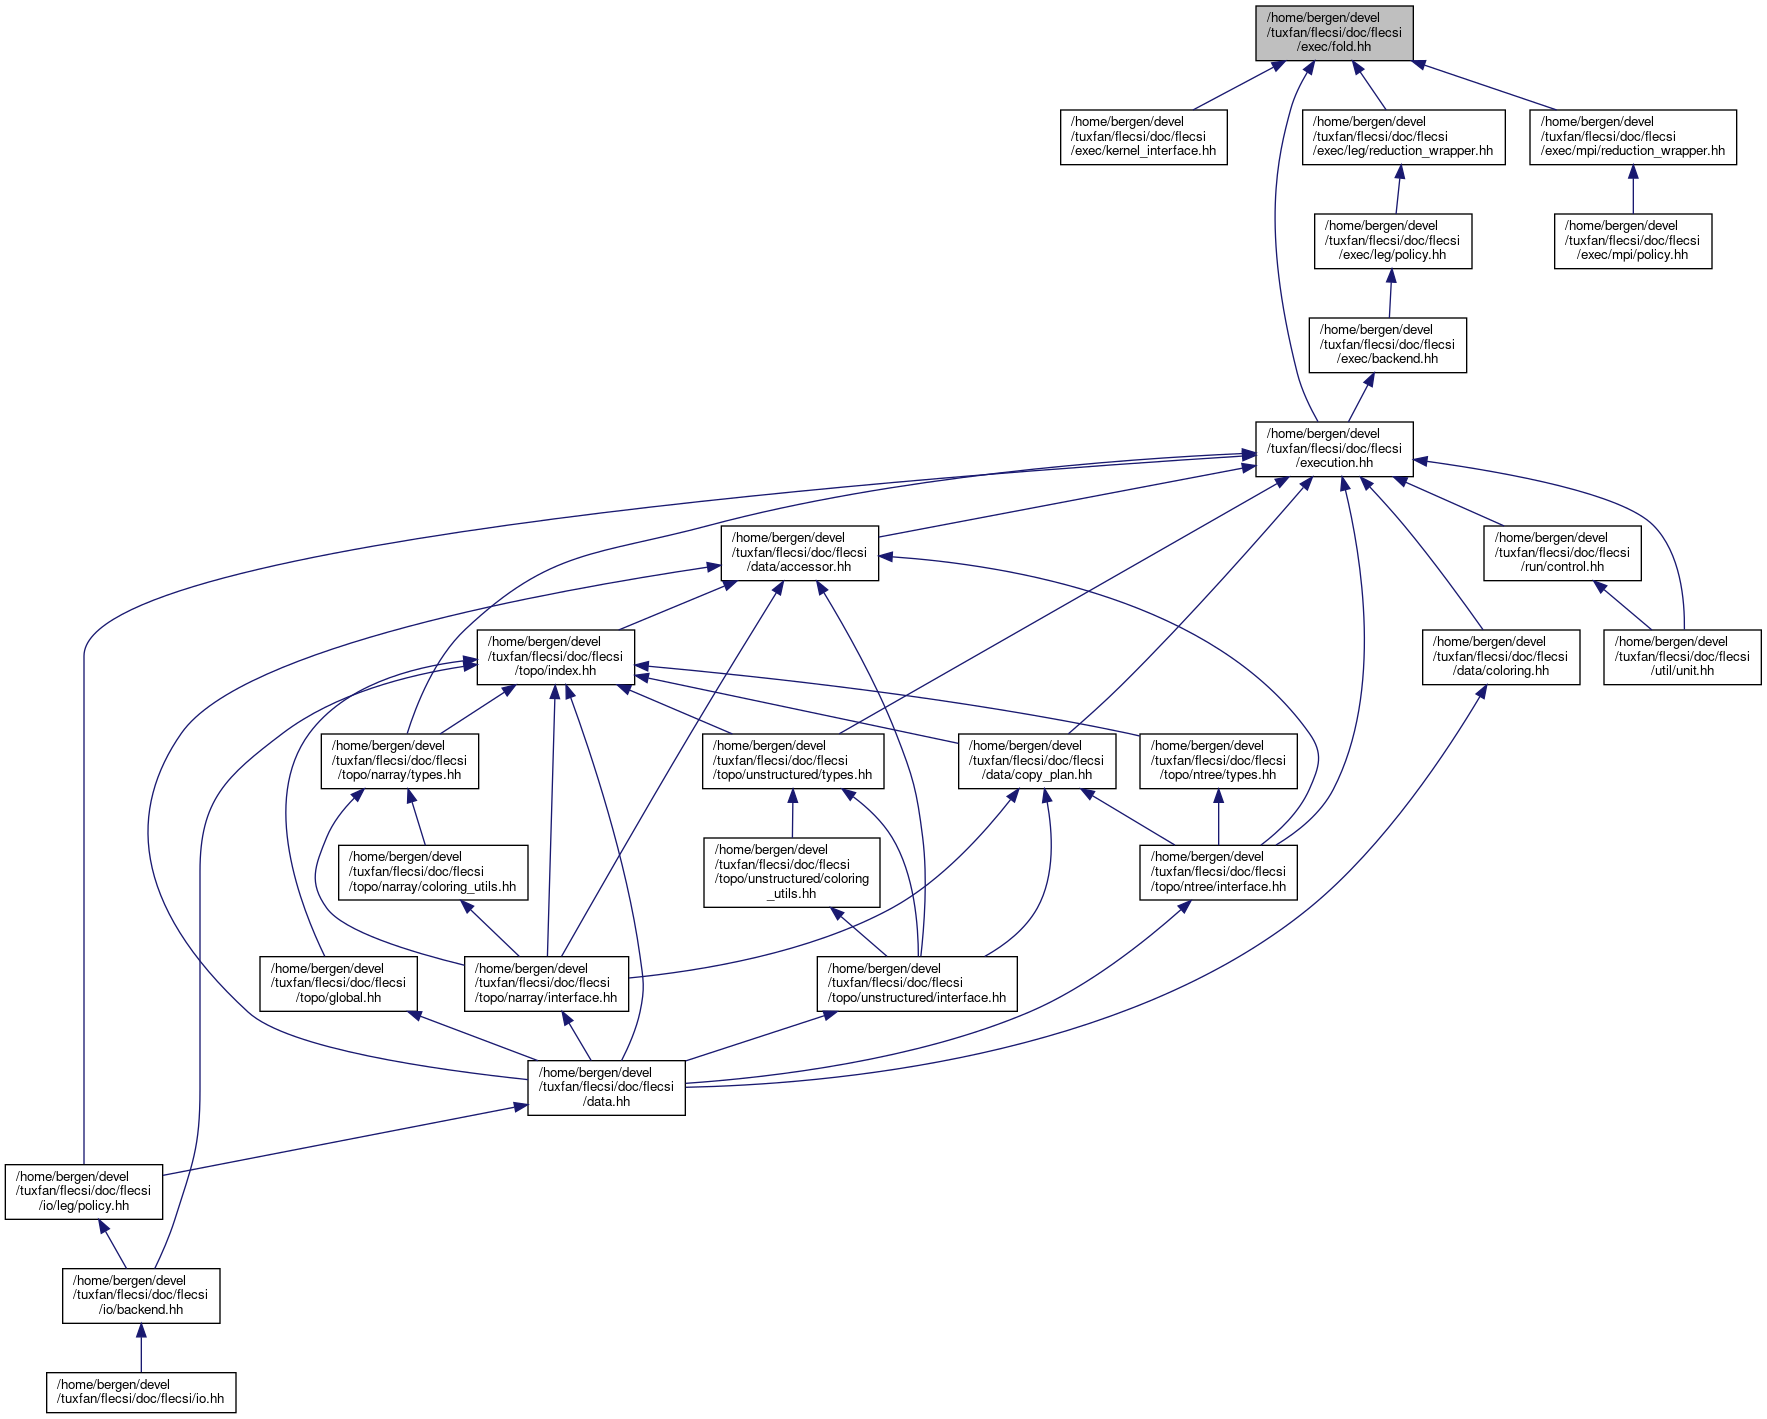 /home/bergen/devel
/tuxfan/flecsi/doc/flecsi
/exec/fold.hh
/home/bergen/devel
/tuxfan/flecsi/doc/flecsi
/exec/kernel_interface.hh
/home/bergen/devel
/tuxfan/flecsi/doc/flecsi
/exec/leg/reduction_wrapper.hh
/home/bergen/devel
/tuxfan/flecsi/doc/flecsi
/exec/mpi/reduction_wrapper.hh
/home/bergen/devel
/tuxfan/flecsi/doc/flecsi
/exec/leg/policy.hh
/home/bergen/devel
/tuxfan/flecsi/doc/flecsi
/exec/mpi/policy.hh
/home/bergen/devel
/tuxfan/flecsi/doc/flecsi
/exec/backend.hh
/home/bergen/devel
/tuxfan/flecsi/doc/flecsi
/execution.hh
/home/bergen/devel
/tuxfan/flecsi/doc/flecsi
/data/accessor.hh
/home/bergen/devel
/tuxfan/flecsi/doc/flecsi
/run/control.hh
/home/bergen/devel
/tuxfan/flecsi/doc/flecsi
/topo/index.hh
/home/bergen/devel
/tuxfan/flecsi/doc/flecsi
/data/coloring.hh
/home/bergen/devel
/tuxfan/flecsi/doc/flecsi
/util/unit.hh
/home/bergen/devel
/tuxfan/flecsi/doc/flecsi
/topo/narray/types.hh
/home/bergen/devel
/tuxfan/flecsi/doc/flecsi
/topo/unstructured/types.hh
/home/bergen/devel
/tuxfan/flecsi/doc/flecsi
/data/copy_plan.hh
/home/bergen/devel
/tuxfan/flecsi/doc/flecsi
/topo/ntree/types.hh
/home/bergen/devel
/tuxfan/flecsi/doc/flecsi
/topo/narray/coloring_utils.hh
/home/bergen/devel
/tuxfan/flecsi/doc/flecsi
/topo/unstructured/coloring
_utils.hh
/home/bergen/devel
/tuxfan/flecsi/doc/flecsi
/topo/ntree/interface.hh
/home/bergen/devel
/tuxfan/flecsi/doc/flecsi
/topo/global.hh
/home/bergen/devel
/tuxfan/flecsi/doc/flecsi
/topo/narray/interface.hh
/home/bergen/devel
/tuxfan/flecsi/doc/flecsi
/topo/unstructured/interface.hh
/home/bergen/devel
/tuxfan/flecsi/doc/flecsi
/data.hh
/home/bergen/devel
/tuxfan/flecsi/doc/flecsi
/io/leg/policy.hh
/home/bergen/devel
/tuxfan/flecsi/doc/flecsi
/io/backend.hh
/home/bergen/devel
/tuxfan/flecsi/doc/flecsi/io.hh